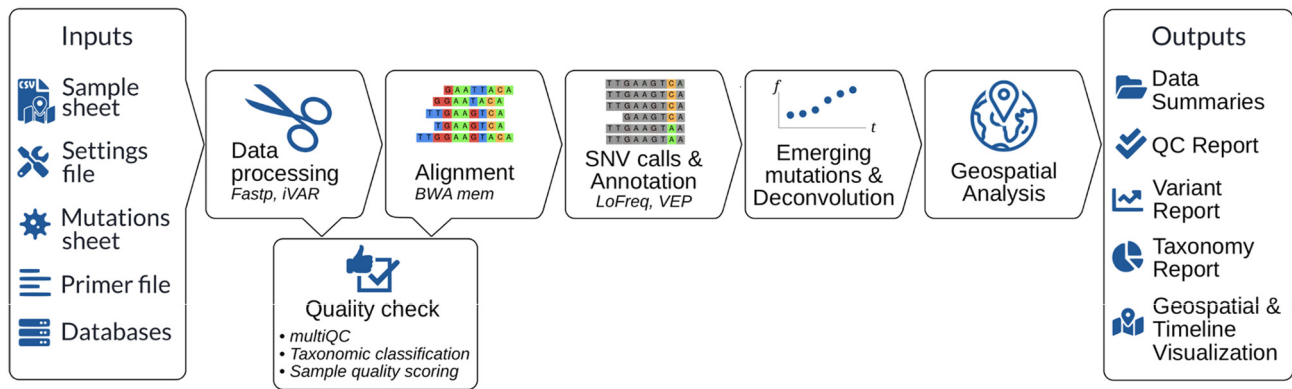 Inputs
CSV
Sample
sheet
Settings
file
Mutations
sheet
Primer file
Databases
Data
processing
Fastp, iVAR
GAATTACA
GGAATACA
TTGAAGTCA
TGAAGTCA
TTGGAAGTACA
Alignment
BWA mem
Quality check
• multiQC
• Taxonomic classification
• Sample quality scoring
TTGAAGTCA
TTGAAGTCA
TTGAAGTCA
GAAGTCA
TTGAAGTAA
TTGAAGTAA
SNV calls &
Annotation
LoFreq, VEP
f
t
Emerging
mutations &
Deconvolution
Geospatial
Analysis
Outputs
Data
Summaries
QC Report
Variant
Report
Taxonomy
Report
Geospatial &
Timeline
Visualization